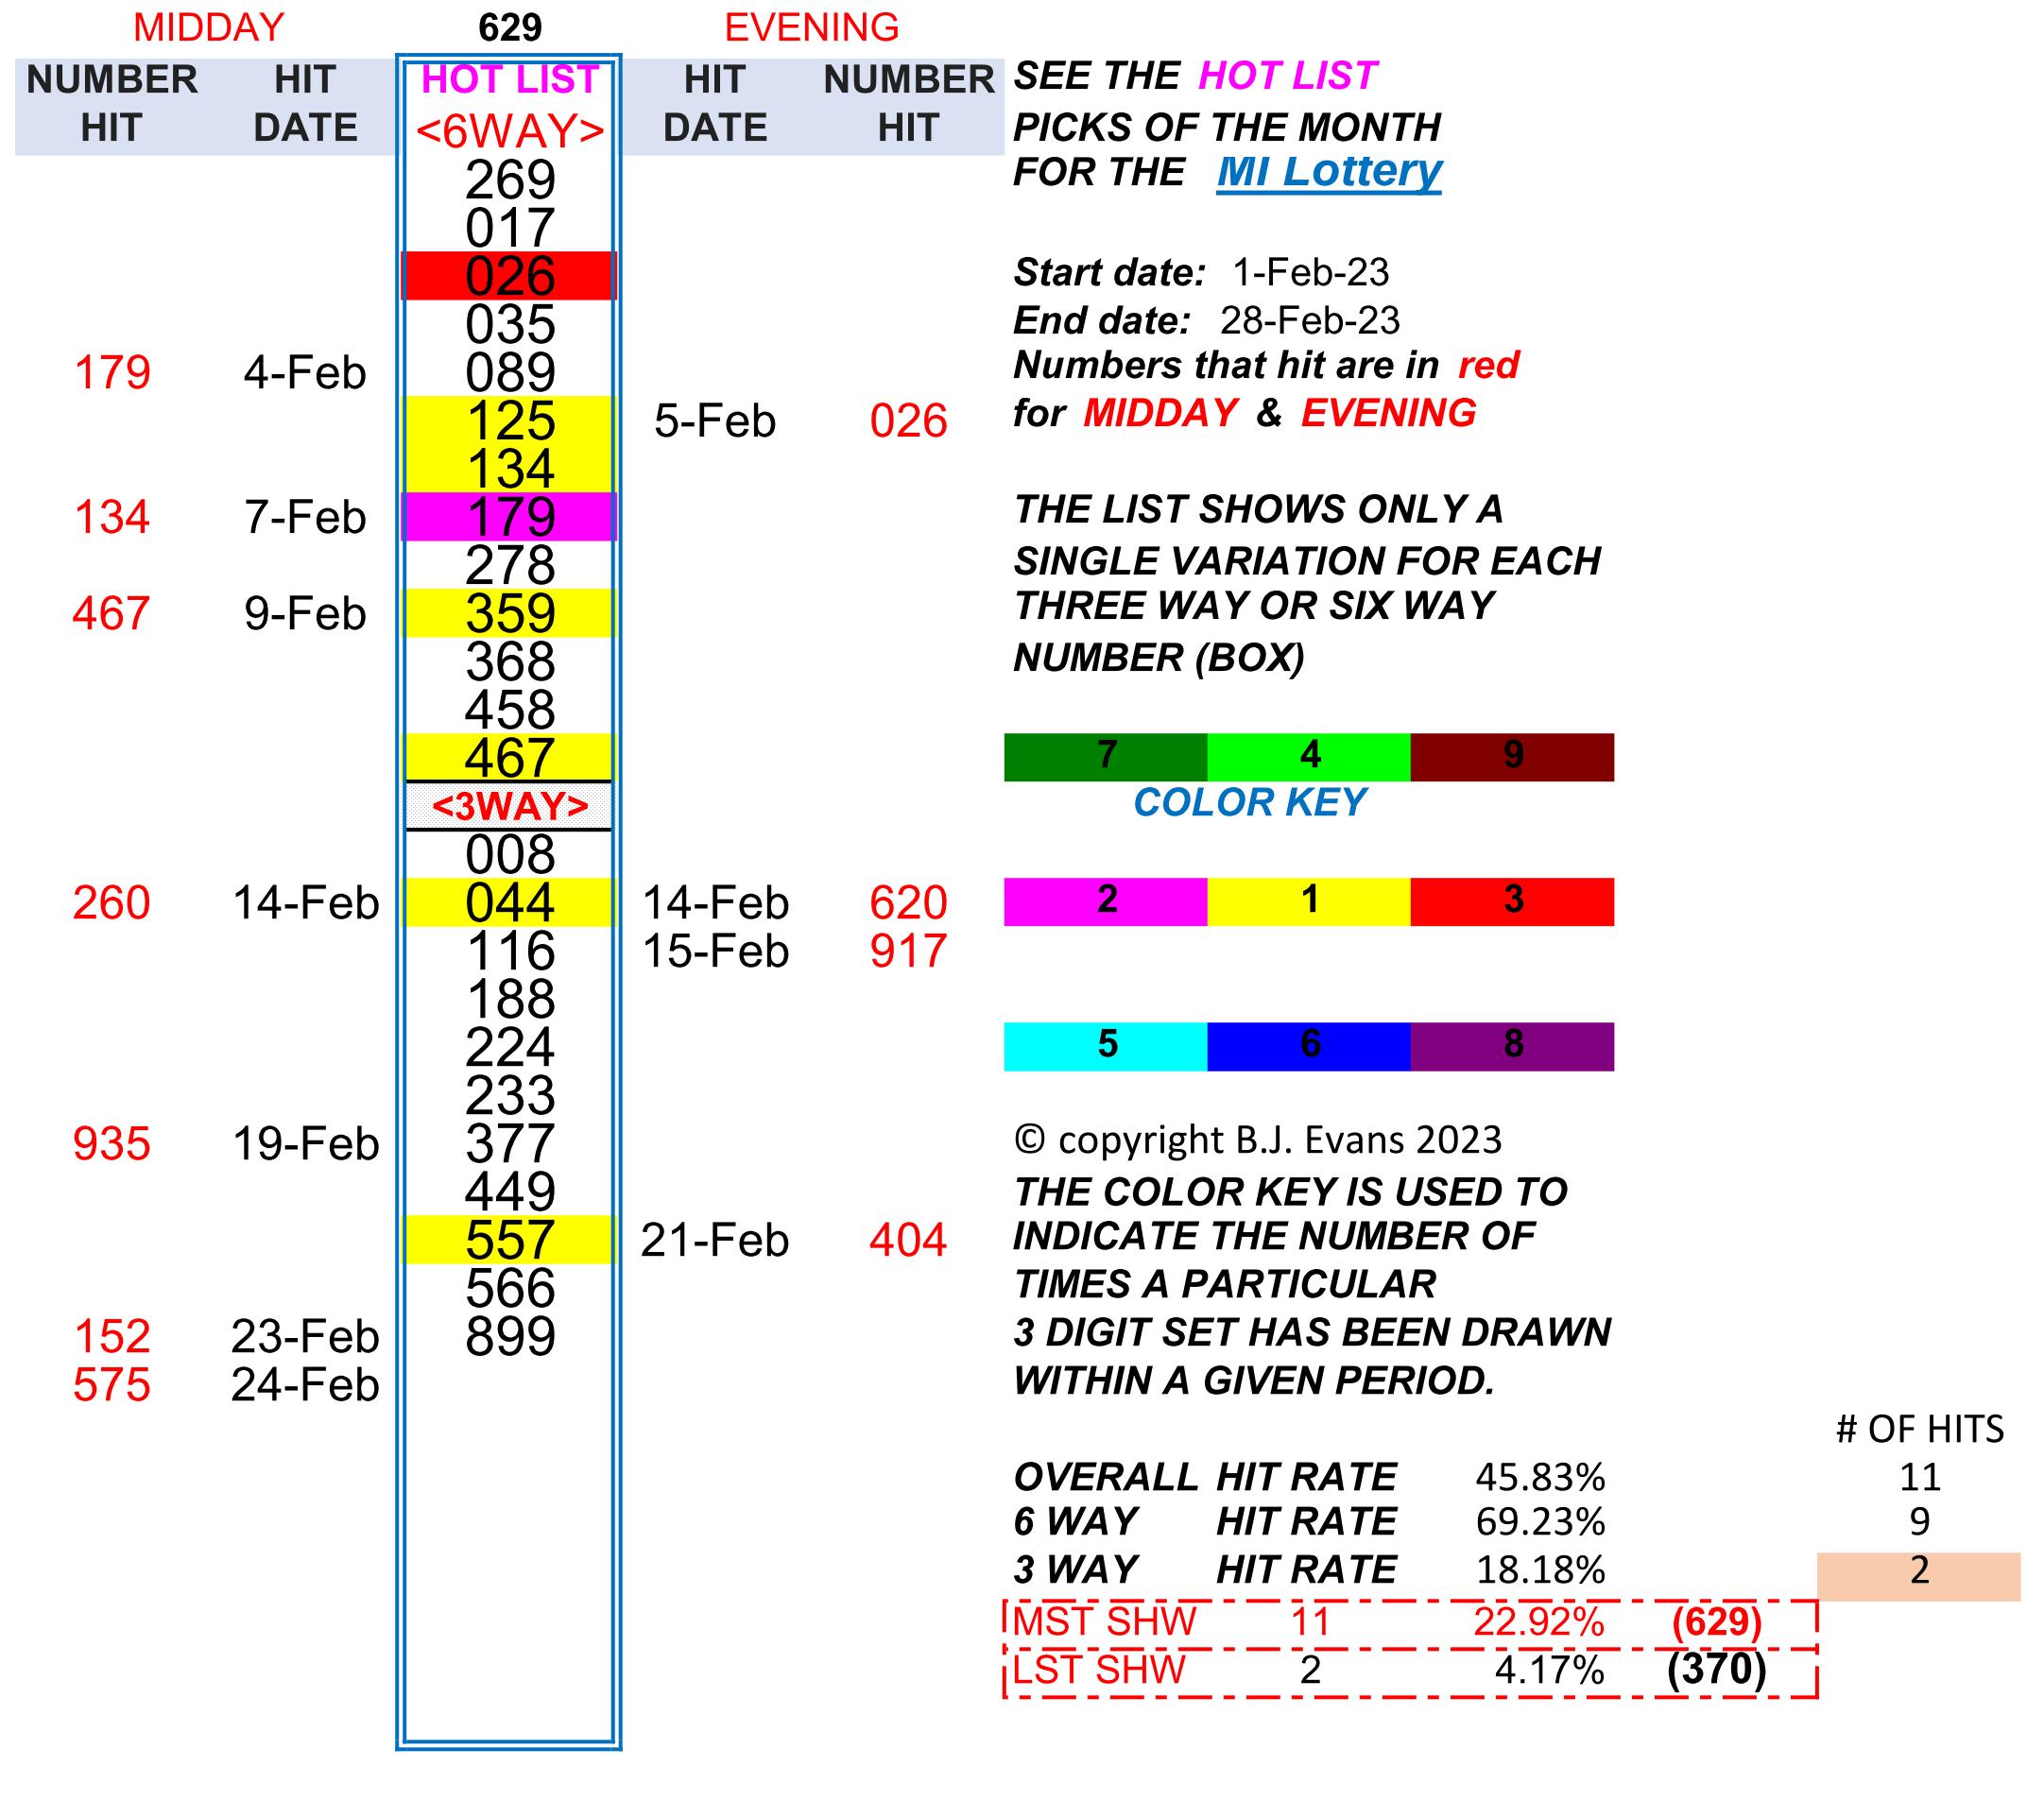 MIDDAY 629 EVENING
NUMBER HIT HOT LIST HIT NUMBER SEE THE HOT LIST
HIT DATE <6WAY> DATE HIT PICKS OF THE MONTH
269 FOR THE MI Lottery
017
026 Start date: 1-Feb-23
035 End date: 28-Feb-23
179 4-Feb 089 Numbers that hit are in red
125 5-Feb 026 for MIDDAY & EVENING
134
134 7-Feb 179 THE LIST SHOWS ONLY A
278 SINGLE VARIATION FOR EACH
467 9-Feb 359 THREE WAY OR SIX WAY
368 NUMBER (BOX)
458
467 7 4 9
<3WAY> COLOR KEY
008
260 14-Feb 044 14-Feb 620 2 1 3
116 15-Feb 917
188
224 5 6 8
233
935 19-Feb 377 © copyright B.J. Evans 2023
449 THE COLOR KEY IS USED TO
557 21-Feb 404 INDICATE THE NUMBER OF
566 TIMES A PARTICULAR
152 23-Feb 899 3 DIGIT SET HAS BEEN DRAWN
575 24-Feb WITHIN A GIVEN PERIOD.
# OF HITS
OVERALL HIT RATE 45.83% 11
6 WAY HIT RATE 69.23% 9
3 WAY HIT RATE 18.18% 2
MST SHW 11 22.92% (629)
LST SHW 2 4.17% (370)